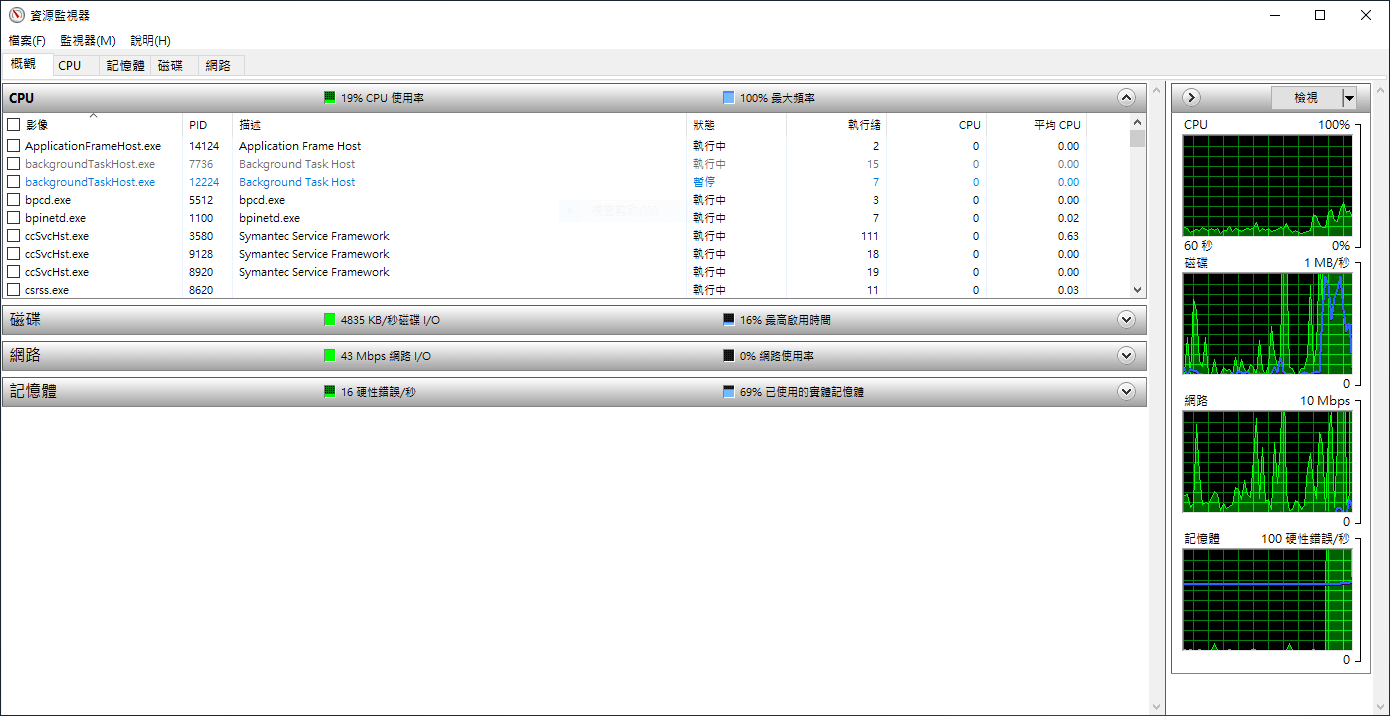 資源監視器
檔案(F) 監視器(M) 說明(H)
概觀 CPU 記憶體 磁碟 網路
CPU 19% CPU 使用率 100% 最大頻率
影像 PID 描述 狀態 執行緒 CPU 平均 CPU
ApplicationFrameHost.exe 14124 Application Frame Host 執行中 2 0 0.00
backgroundTaskHost.exe 7736 Background Task Host 執行中 15 0 0.00
backgroundTaskHost.exe 12224 Background Task Host 暫停 7 0 0.00
bpcd.exe 5512 bpcd.exe 執行中 3 0 0.00
bpinetd.exe 1100 bpinetd.exe 執行中 7 0 0.02
ccSvcHst.exe 3580 Symantec Service Framework 執行中 111 0 0.63
ccSvcHst.exe 9128 Symantec Service Framework 執行中 18 0 0.00
ccSvcHst.exe 8920 Symantec Service Framework 執行中 19 0 0.00
csrss.exe 8620 執行中 11 0 0.03
磁碟 4835 KB/秒磁碟 I/O 16% 最高啟用時間
網路 43 Mbps 網路 I/O 0% 網路使用率
記憶體 16 硬性錯誤/秒 69% 已使用的實體記憶體
檢視
CPU 100%
60 秒 0%
磁碟 1 MB/秒
0
網路 10 Mbps
0
記憶體 100 硬性錯誤/秒
0